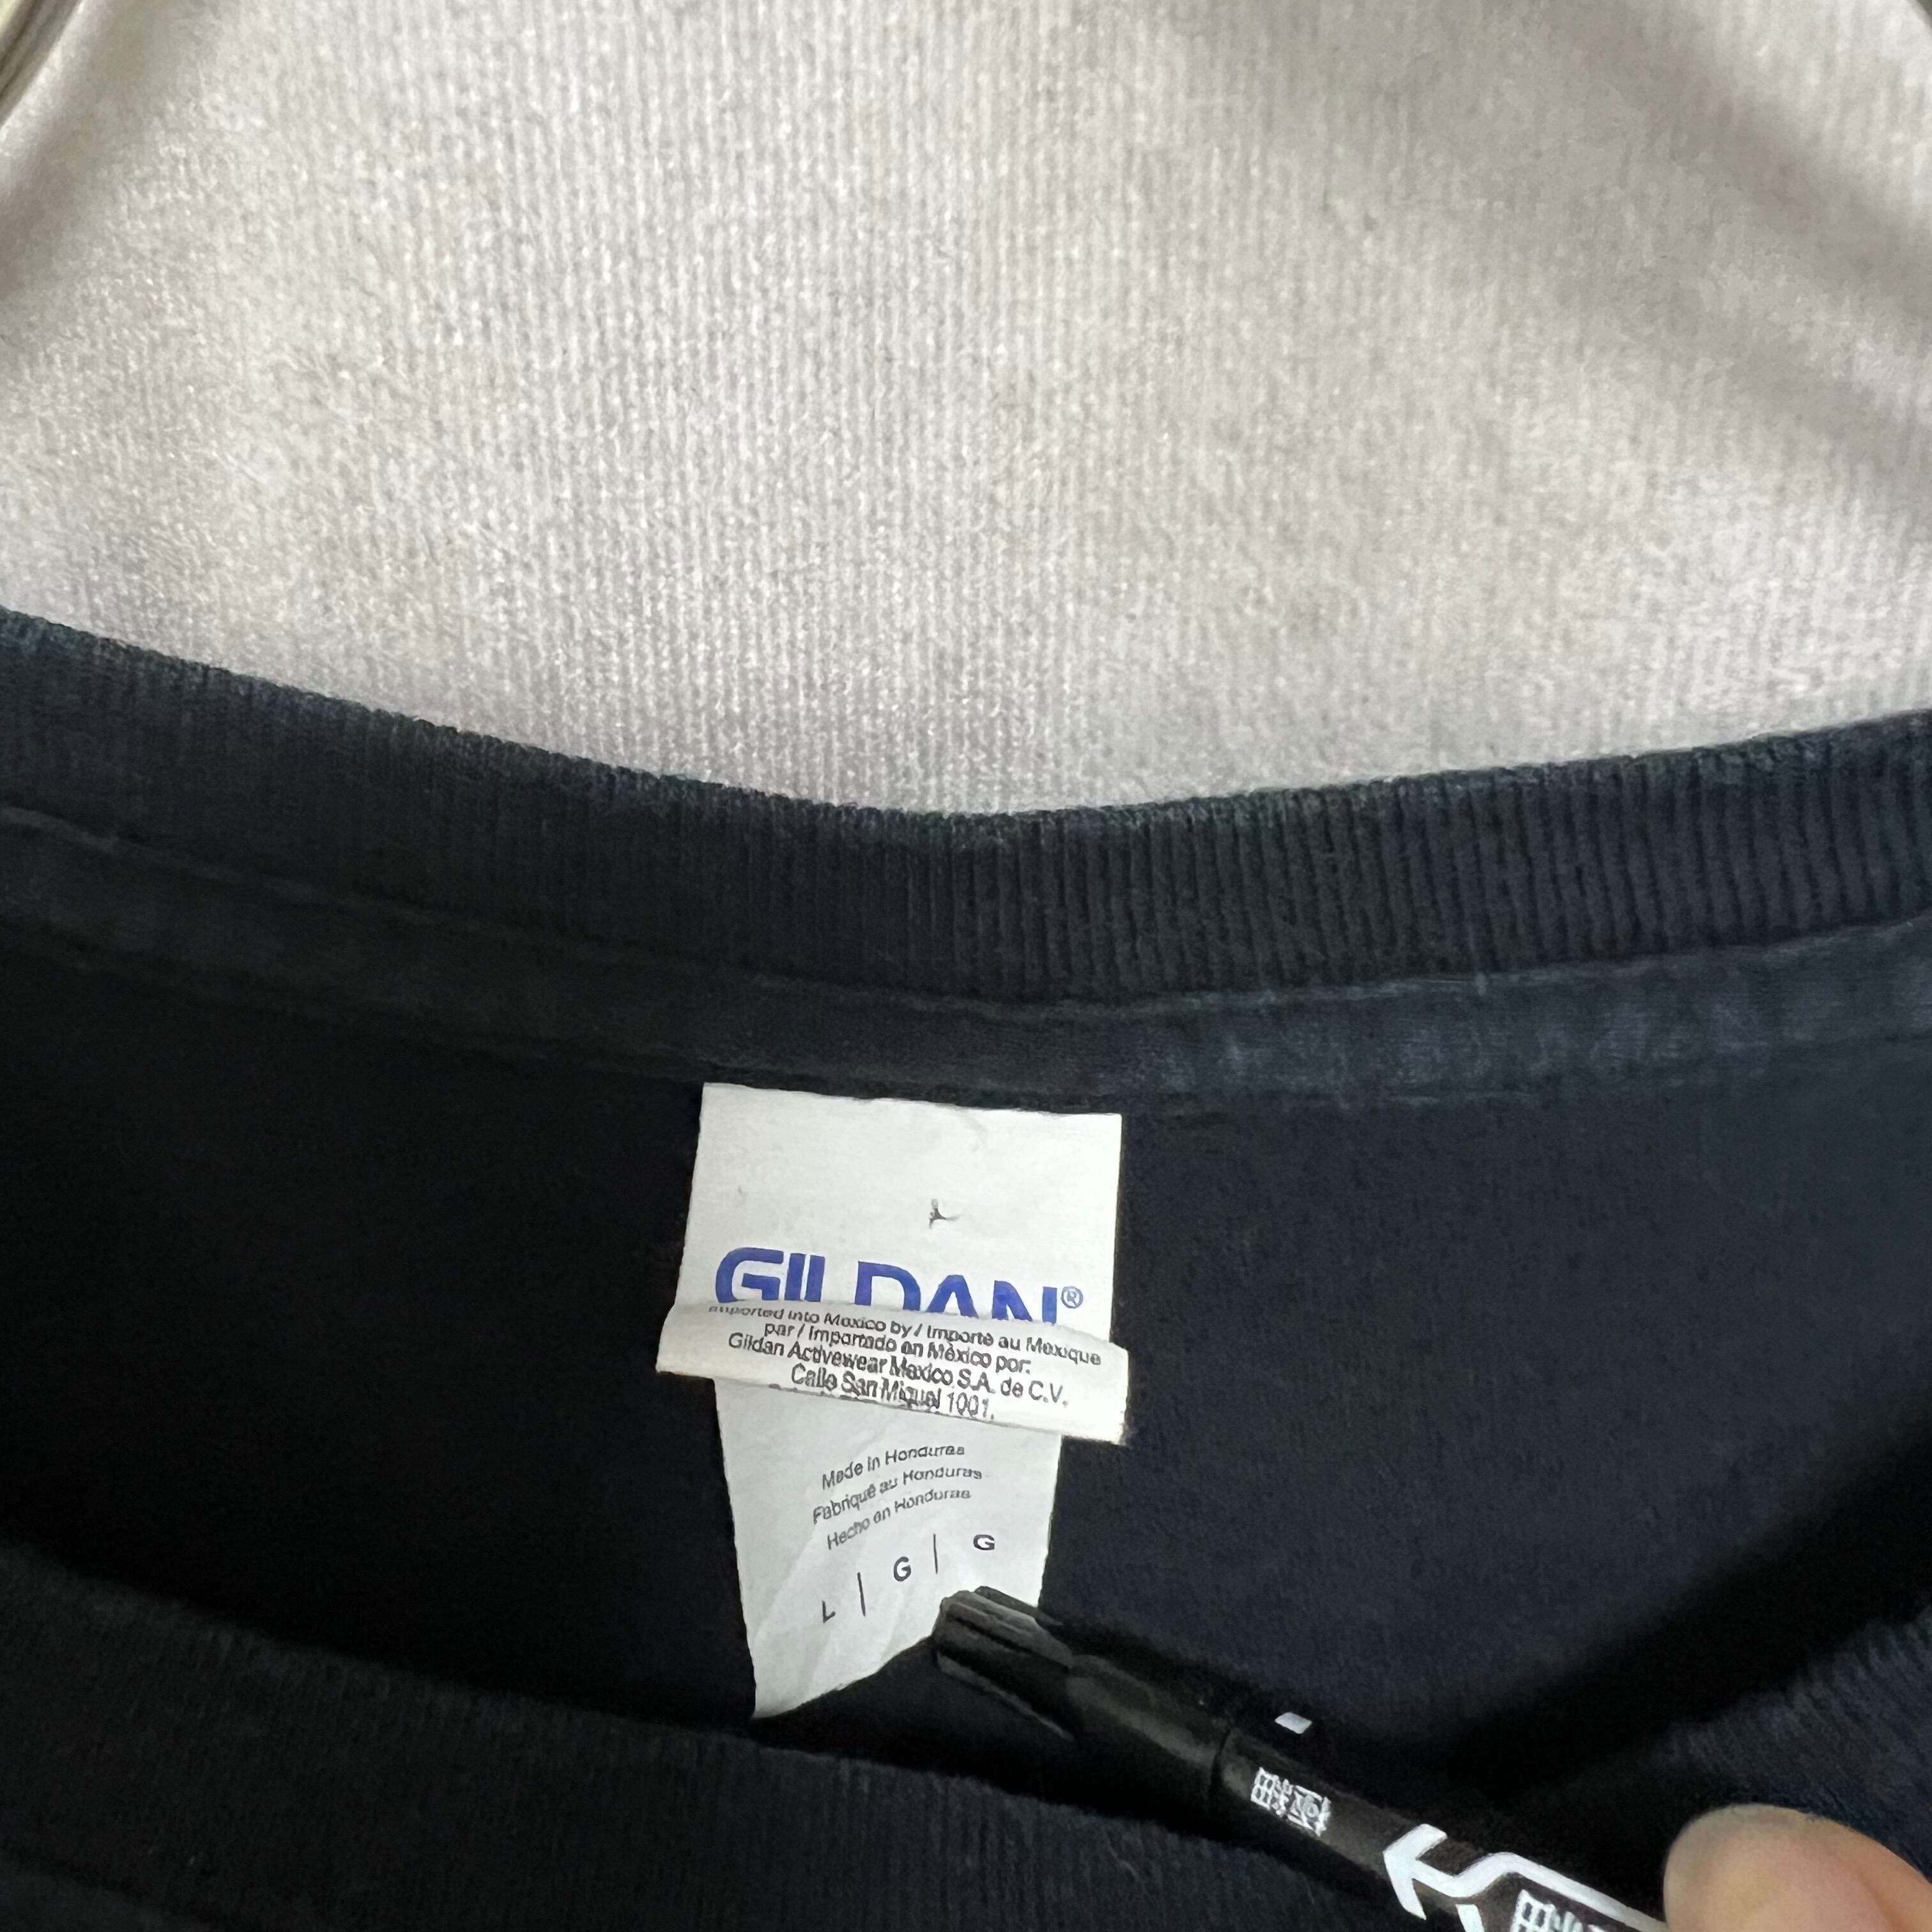 GILDAN®
Imported into Mexico by / Importé au Mexique
par / Importado en México por:
Gildan Activewear Mexico S.A. de C.V.
Calle San Miguel 1001,
Made in Honduras
Fabriqué au Honduras
Hecho en Honduras
L | G | G